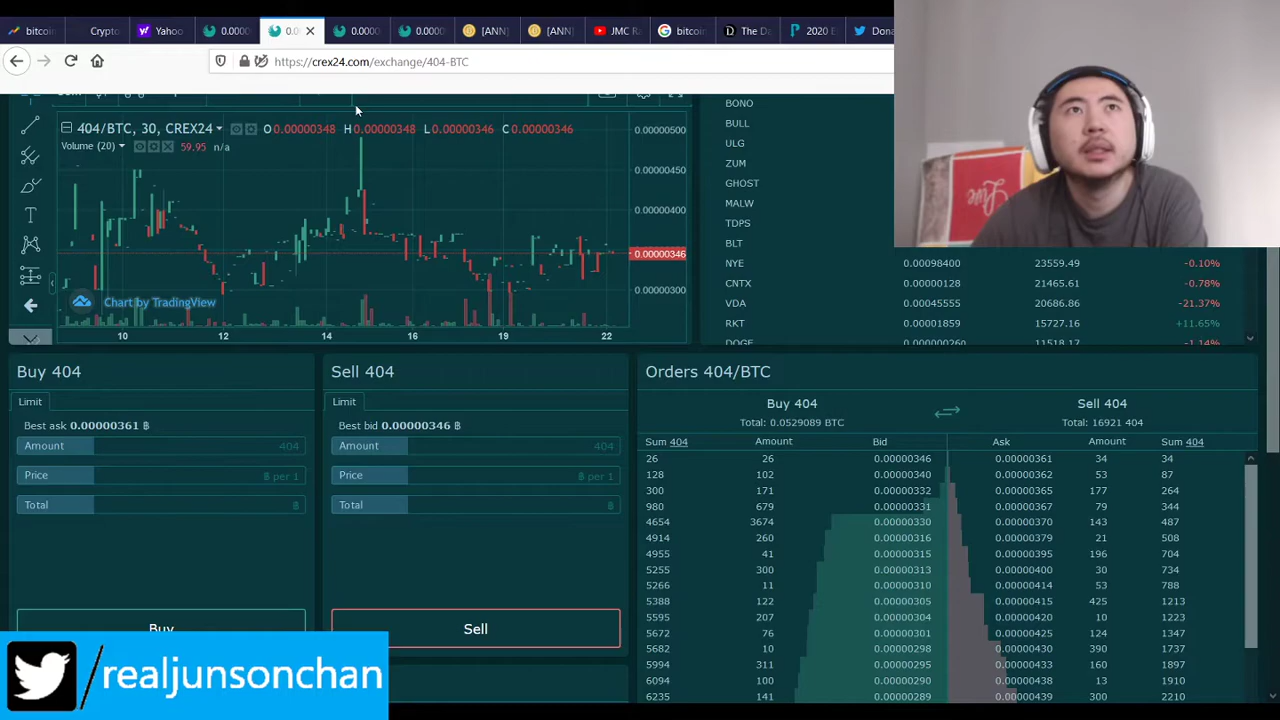 bitcoin Crypto Yahoo 0.0000 0.0 0.0000 0.0000 [ANN] [ANN] JMC R bitcoin The Da 2020 E Dona
https://crex24.com/exchange/404-BTC
404/BTC, 30, CREX24 O 0.00000348 H 0.00000348 L 0.00000346 C 0.00000346
Volume (20) 59.95 n/a
0.00000500
0.00000450
0.00000400
0.00000346
0.00000300
Chart by TradingView
10 12 14 16 19 22
BONO
BULL
ULG
ZUM
GHOST
MALW
TDPS
BLT
NYE 0.00098400 23559.49 -0.10%
CNTX 0.00000128 21465.61 -0.78%
VDA 0.00045555 20686.86 -21.37%
RKT 0.00001859 15727.16 +11.65%
DOGE 0.000000260 11518.17 -1.14%
Live
Buy 404
Limit
Best ask 0.00000361 ฿
Amount 404
Price ฿ per 1
Total ฿
Buy
Sell 404
Limit
Best bid 0.00000346 ฿
Amount 404
Price ฿ per 1
Total ฿
Sell
Orders 404/BTC
Buy 404 Sell 404
Total: 0.0529089 BTC Total: 16921 404
Sum 404 Amount Bid Ask Amount Sum 404
26 26 0.00000346 0.00000361 34 34
128 102 0.00000340 0.00000365 53 87
300 171 0.00000332 0.00000365 177 264
980 679 0.00000331 0.00000367 79 344
4654 3674 0.00000330 0.00000370 143 487
4914 260 0.00000316 0.00000379 21 508
4955 41 0.00000315 0.00000395 196 704
5255 300 0.00000313 0.00000400 30 734
5266 11 0.00000310 0.00000414 53 788
5388 122 0.00000305 0.00000415 425 1213
5595 207 0.00000304 0.00000420 10 1223
5672 76 0.00000301 0.00000425 124 1347
5682 10 0.00000298 0.00000429 390 1737
5994 311 0.00000295 0.00000433 160 1897
6094 100 0.00000290 0.00000438 13 1910
6235 141 0.00000289 0.00000439 300 2210
/realjunsonchan